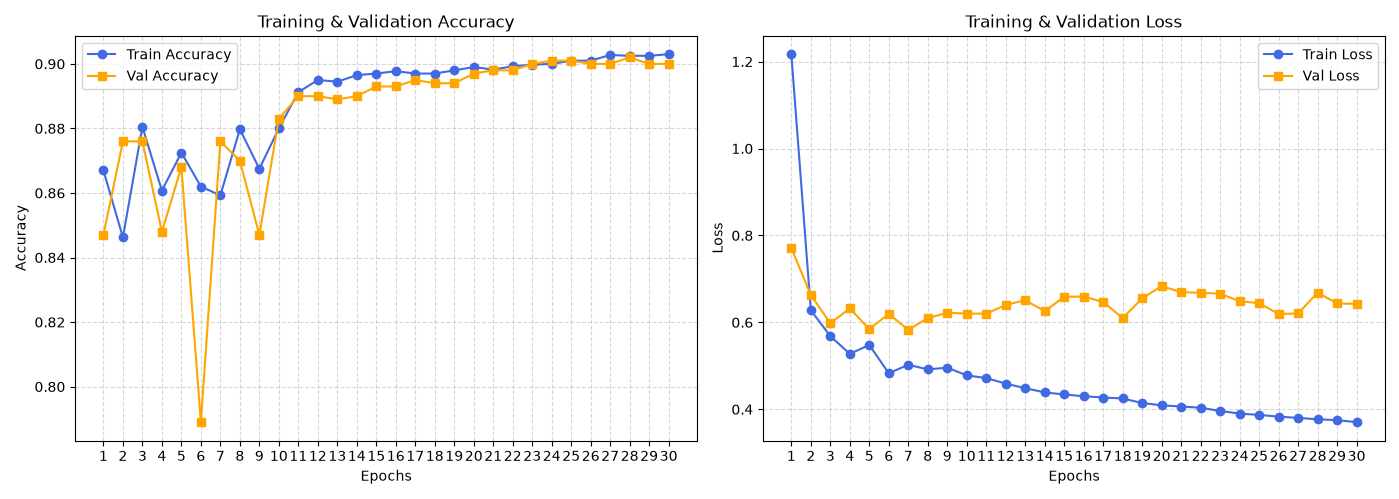 Training & Validation Accuracy
Train Accuracy
Val Accuracy
0.90
0.88
0.86
0.84
0.82
0.80
Accuracy
1 2 3 4 5 6 7 8 9 10 11 12 13 14 15 16 17 18 19 20 21 22 23 24 25 26 27 28 29 30
Epochs
Training & Validation Loss
Train Loss
Val Loss
1.2
1.0
0.8
0.6
0.4
Loss
1 2 3 4 5 6 7 8 9 10 11 12 13 14 15 16 17 18 19 20 21 22 23 24 25 26 27 28 29 30
Epochs